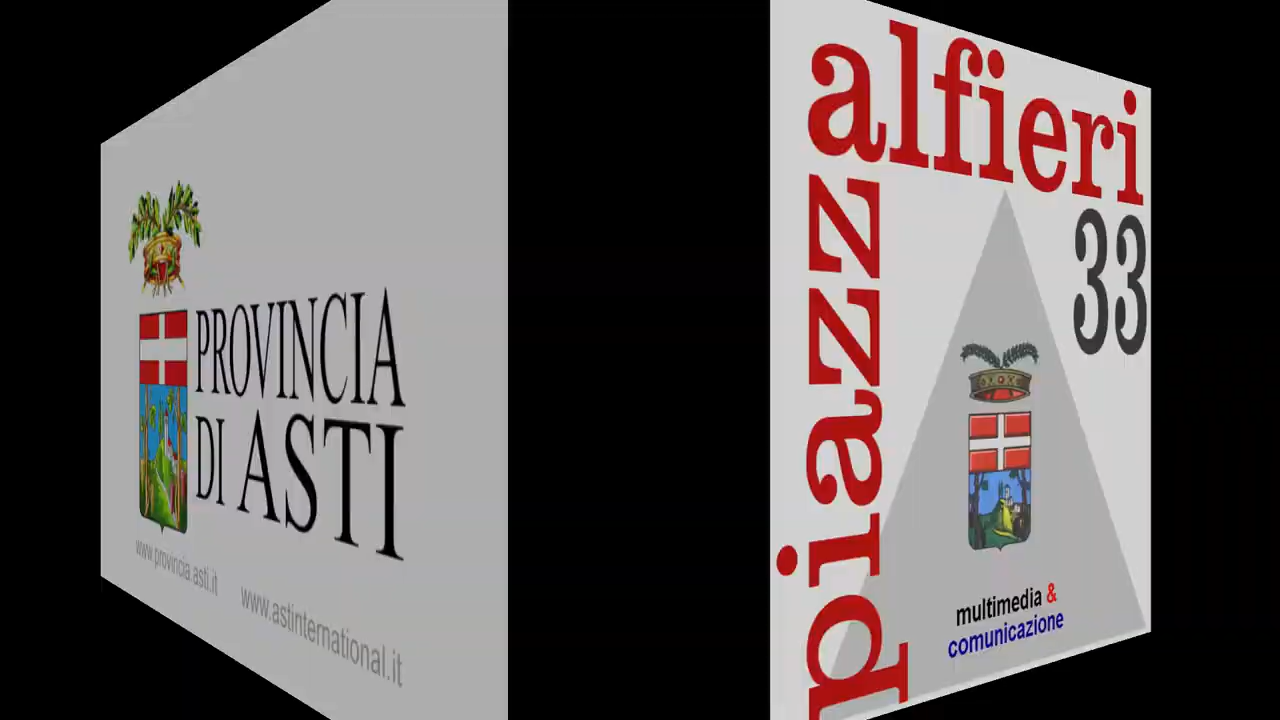 PROVINCIA
DI ASTI
www.provincia.asti.it
www.astinternational.it
piazza
alfieri
33
multimedia &
comunicazione